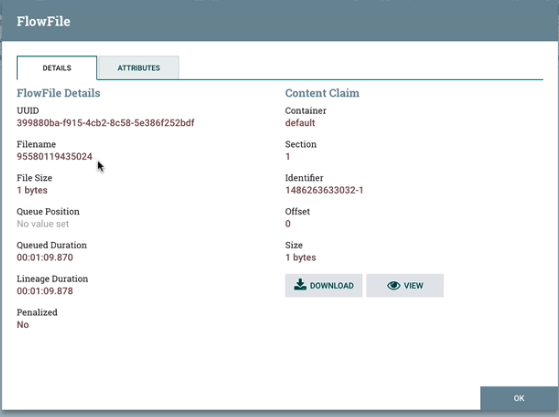 FlowFile
DETAILS
ATTRIBUTES
FlowFile Details
UUID
399880ba-f915-4cb2-8c58-5e386f252bdf
Filename
95580119435024
File Size
1 bytes
Queue Position
No value set
Queued Duration
00:01:09.870
Lineage Duration
00:01:09.878
Penalized
No
Content Claim
Container
default
Section
1
Identifier
1486263633032-1
Offset
0
Size
1 bytes
DOWNLOAD
VIEW
OK